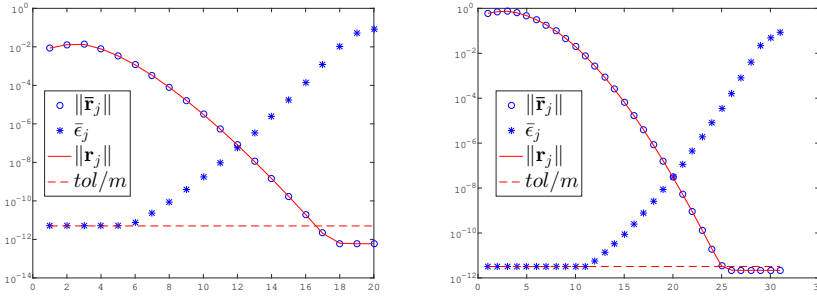 10^0
10^{-2}
10^{-4}
10^{-6}
10^{-8}
10^{-10}
10^{-12}
10^{-14}
||r̄_j||
ϵ̄_j
||r_j||
tol/m
0 2 4 6 8 10 12 14 16 18 20
10^0
10^{-2}
10^{-4}
10^{-6}
10^{-8}
10^{-10}
10^{-12}
||r̄_j||
ϵ̄_j
||r_j||
tol/m
0 5 10 15 20 25 30 35